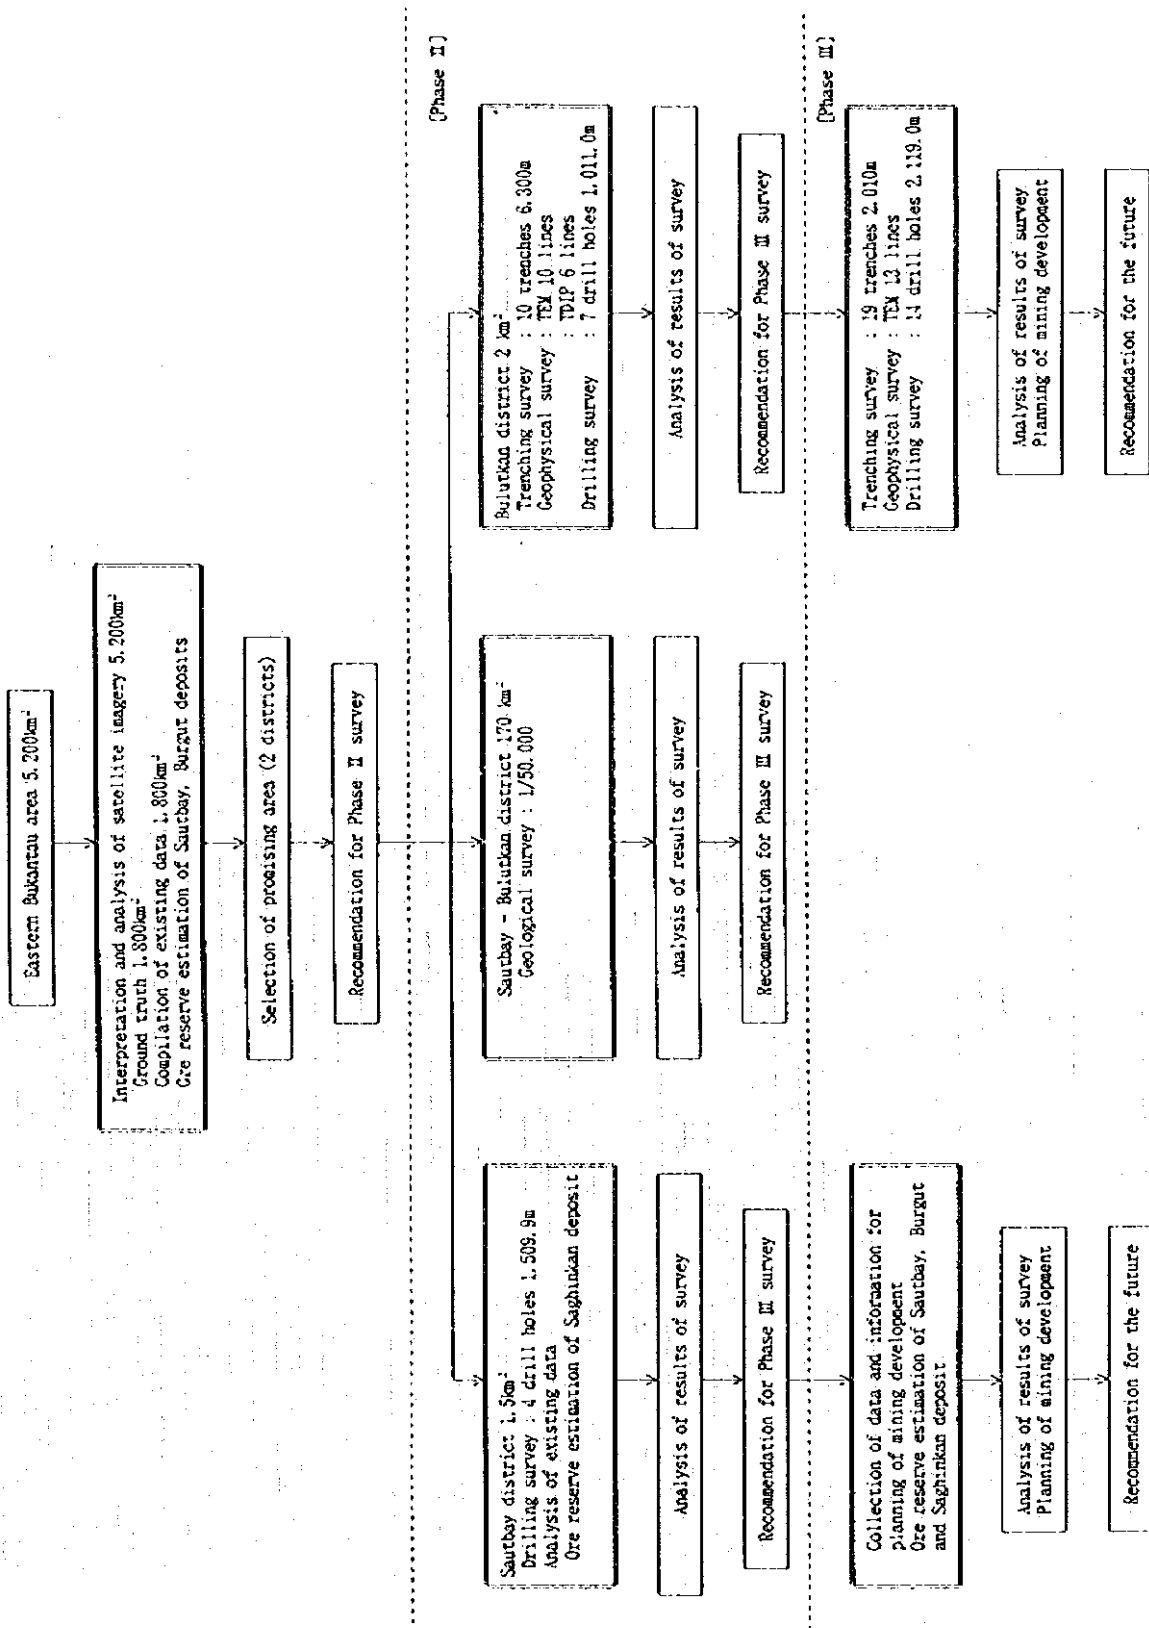 Eastern Bukantau area 5.200km²
Interpretation and analysis of satellite imagery 5.200km²
Ground truth 1.800km²
Compilation of existing data 1.800km²
Ore reserve estimation of Sautbay, Burgut deposits
Selection of promising area (2 districts)
Recommendation for Phase II survey
[Phase II]
Sautbay district 1.5km²
Drilling survey : 4 drill holes 1.509.9m
Analysis of existing data
Ore reserve estimation of Saghinkan deposit
Analysis of results of survey
Recommendation for Phase III survey
Sautbay - Bulutkan district 170 km²
Geological survey : 1/50.000
Analysis of results of survey
Recommendation for Phase III survey
Bulutkan district 2 km²
Trenching survey : 10 trenches 6.300m
Geophysical survey : TEM 10 lines
: TDIP 6 lines
Drilling survey : 7 drill holes 1.011.0m
Analysis of results of survey
Recommendation for Phase III survey
[Phase III]
Collection of data and information for
planning of mining development
Ore reserve estimation of Sautbay, Burgut
and Saghinkan deposit
Analysis of results of survey
Planning of mining development
Recommendation for the future
Trenching survey : 19 trenches 2.010m
Geophysical survey : TEM 13 lines
Drilling survey : 14 drill holes 2.119.0m
Analysis of results of survey
Planning of mining development
Recommendation for the future